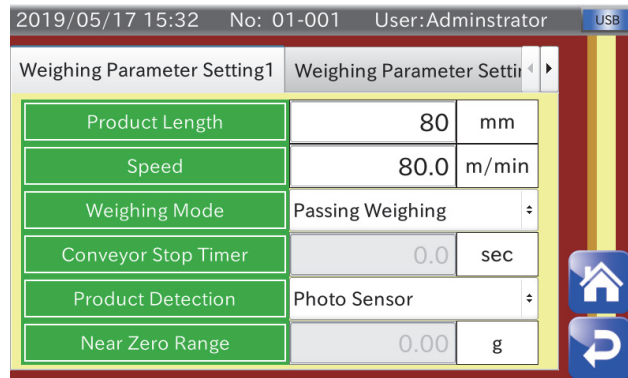 2019/05/17 15:32 No: 01-001 User:Adminstrator USB
Weighing Parameter Setting1 Weighing Parameter Settin
Product Length 80 mm
Speed 80.0 m/min
Weighing Mode Passing Weighing
Conveyor Stop Timer 0.0 sec
Product Detection Photo Sensor
Near Zero Range 0.00 g